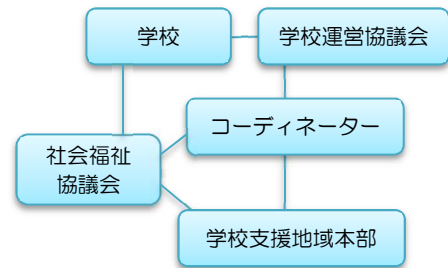 学校
学校運営協議会
コーディネーター
社会福祉
協議会
学校支援地域本部